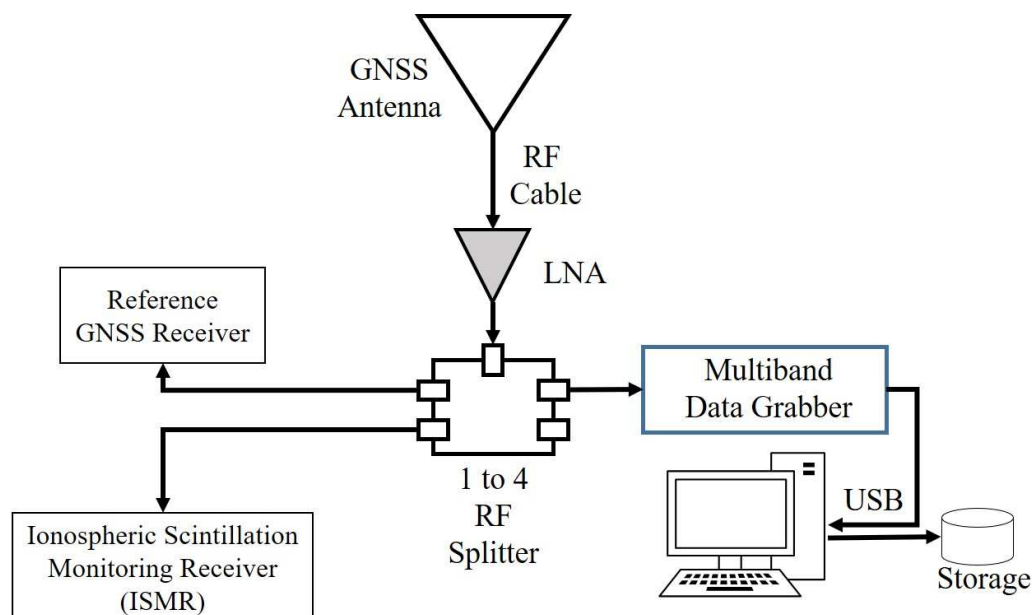 GNSS
Antenna
RF
Cable
LNA
Reference
GNSS Receiver
Multiband
Data Grabber
1 to 4
RF
Splitter
USB
Ionospheric Scintillation
Monitoring Receiver
(ISMR)
Storage